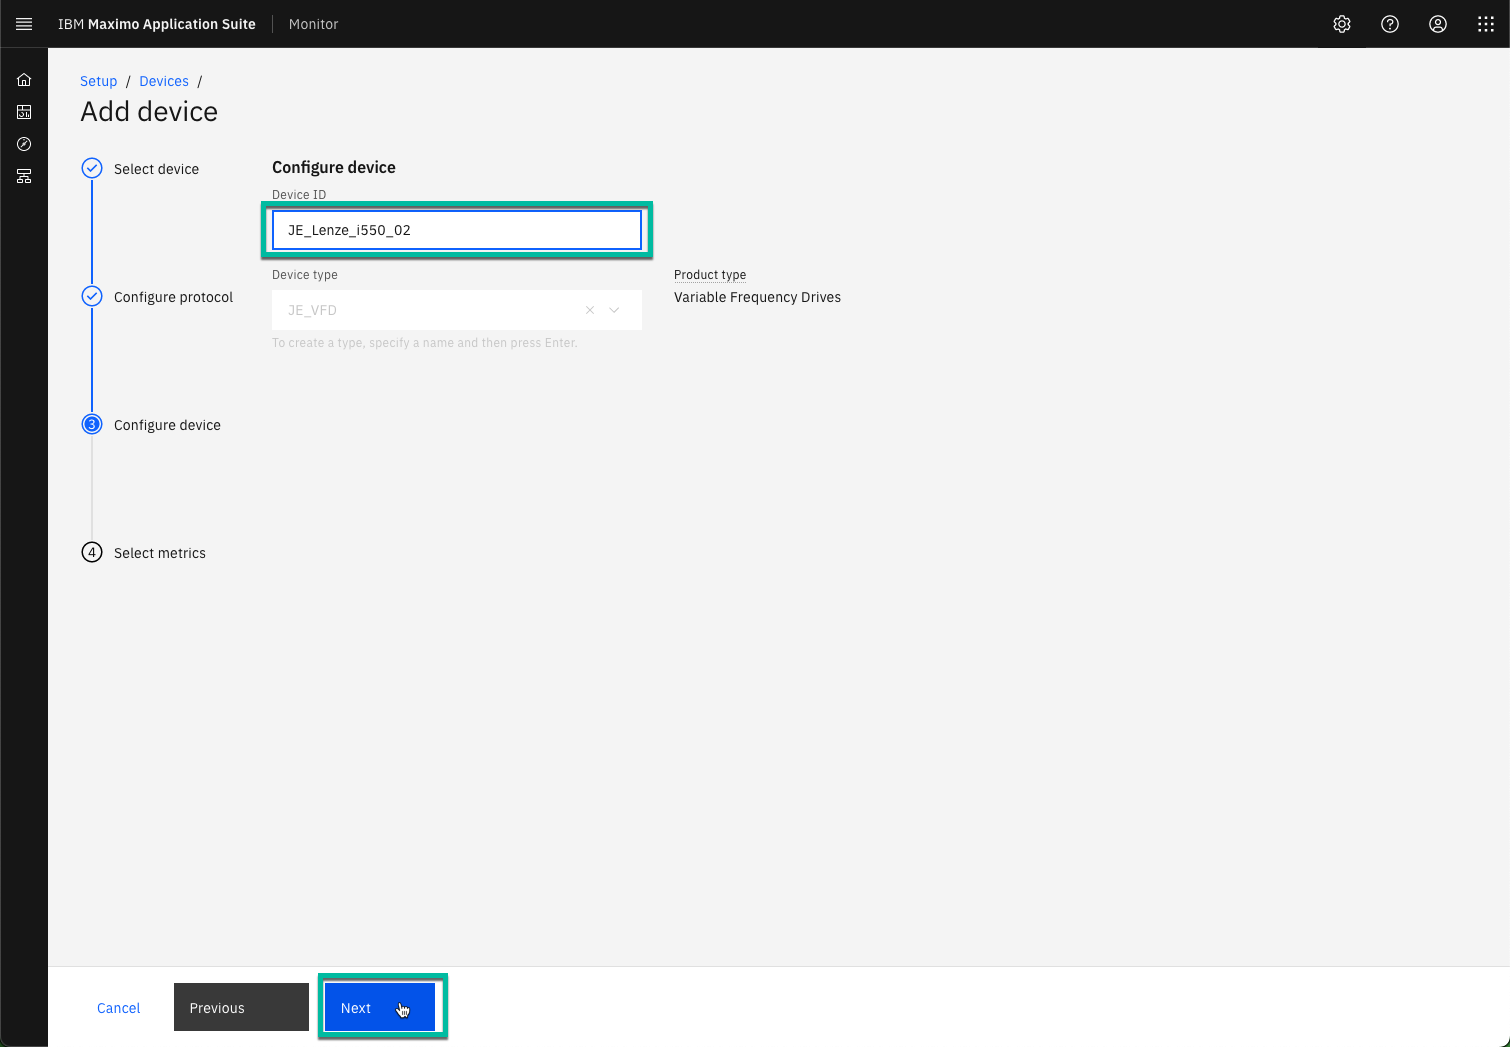 IBM Maximo Application Suite Monitor
Setup / Devices /
Add device
Select device
Configure protocol
3 Configure device
4 Select metrics
Configure device
Device ID
JE_Lenze_i550_02
Device type
JE_VFD
To create a type, specify a name and then press Enter.
Product type
Variable Frequency Drives
Cancel Previous Next